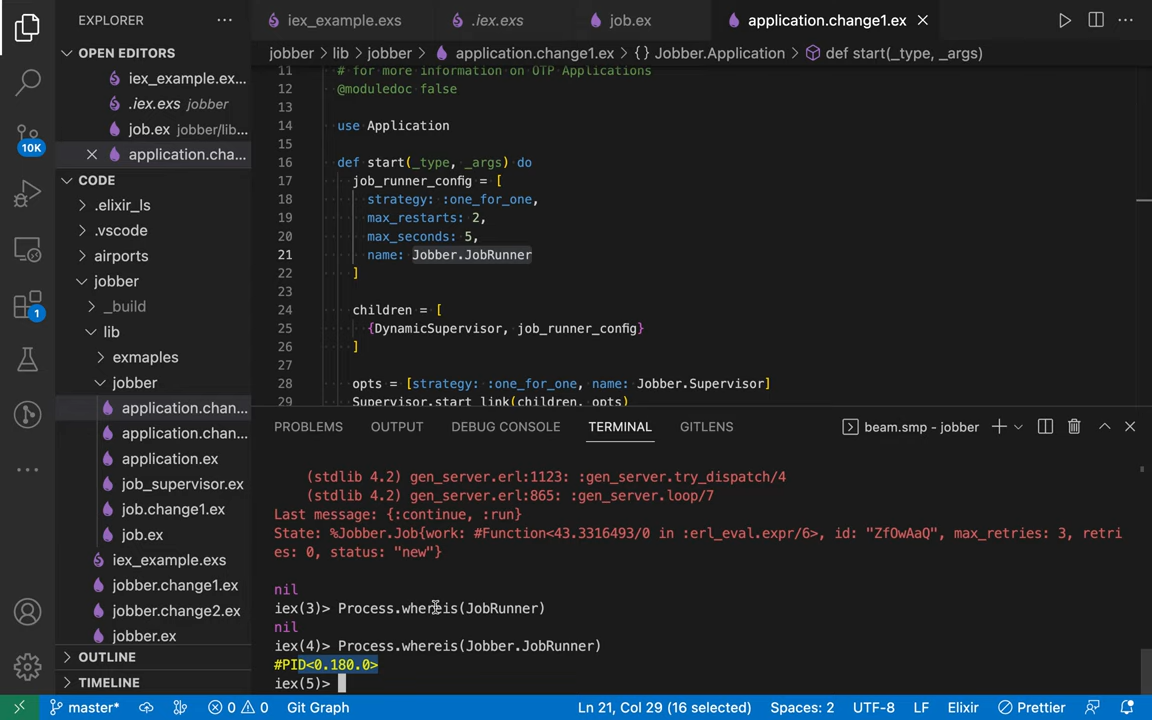 EXPLORER
iex_example.exs
.iex.exs
job.ex
application.change1.ex
jobber > lib > jobber > application.change1.ex > {} Jobber.Application > def start(_type, _args)
OPEN EDITORS
iex_example.ex...
.iex.exs jobber
job.ex jobber/lib...
application.cha...
CODE
.elixir_ls
.vscode
airports
jobber
_build
lib
exmaples
jobber
application.chan...
application.chan...
application.ex
job_supervisor.ex
job.change1.ex
job.ex
iex_example.exs
jobber.change1.ex
jobber.change2.ex
jobber.ex
OUTLINE
TIMELINE
10K
1
11 # for more information on OTP Applications
12 @moduledoc false
13
14 use Application
15
16 def start(_type, _args) do
17 job_runner_config = [
18 strategy: :one_for_one,
19 max_restarts: 2,
20 max_seconds: 5,
21 name: Jobber.JobRunner
22 ]
23
24 children = [
25 {DynamicSupervisor, job_runner_config}
26 ]
27
28 opts = [strategy: :one_for_one, name: Jobber.Supervisor]
29 Supervisor.start_link(children, opts)
PROBLEMS OUTPUT DEBUG CONSOLE TERMINAL GITLENS
beam.smp - jobber
(stdlib 4.2) gen_server.erl:1123: :gen_server.try_dispatch/4
(stdlib 4.2) gen_server.erl:865: :gen_server.loop/7
Last message: {:continue, :run}
State: %Jobber.Job{work: #Function<43.3316493/0 in :erl_eval.expr/6>, id: "ZfOwAaQ", max_retries: 3, retri
es: 0, status: "new"}
nil
iex(3)> Process.whereis(JobRunner)
nil
iex(4)> Process.whereis(Jobber.JobRunner)
#PID<0.180.0>
iex(5)>
master* 0 0 Git Graph Ln 21, Col 29 (16 selected) Spaces: 2 UTF-8 LF Elixir Prettier